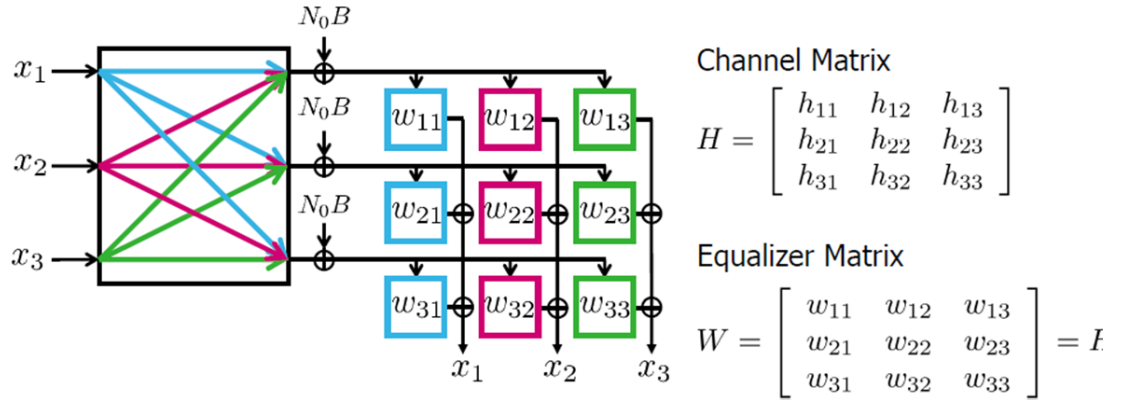 N₀B
x₁
N₀B
w₁₁ w₁₂ w₁₃
x₂
N₀B
w₂₁ w₂₂ w₂₃
x₃
w₃₁ w₃₂ w₃₃
x₁ x₂ x₃
Channel Matrix
H = [ h₁₁ h₁₂ h₁₃
h₂₁ h₂₂ h₂₃
h₃₁ h₃₂ h₃₃ ]
Equalizer Matrix
W = [ w₁₁ w₁₂ w₁₃
w₂₁ w₂₂ w₂₃
w₃₁ w₃₂ w₃₃ ] =